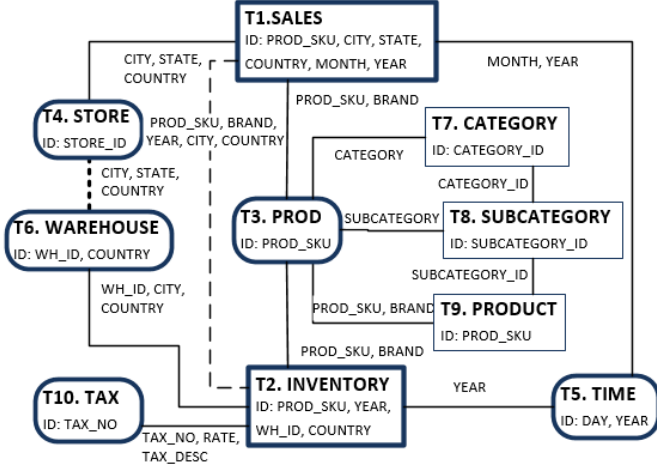 T1.SALES
ID: PROD_SKU, CITY, STATE,
COUNTRY, MONTH, YEAR
CITY, STATE,
COUNTRY
MONTH, YEAR
PROD_SKU, BRAND
T4. STORE
ID: STORE_ID
PROD_SKU, BRAND,
YEAR, CITY, COUNTRY
T7. CATEGORY
ID: CATEGORY_ID
CATEGORY
CITY, STATE,
COUNTRY
CATEGORY_ID
T6. WAREHOUSE
ID: WH_ID, COUNTRY
T3. PROD
ID: PROD_SKU
SUBCATEGORY
T8. SUBCATEGORY
ID: SUBCATEGORY_ID
SUBCATEGORY_ID
WH_ID, CITY,
COUNTRY
PROD_SKU, BRAND
T9. PRODUCT
ID: PROD_SKU
PROD_SKU, BRAND
T10. TAX
ID: TAX_NO
T2. INVENTORY
ID: PROD_SKU, YEAR,
WH_ID, COUNTRY
YEAR
T5. TIME
ID: DAY, YEAR
TAX_NO, RATE,
TAX_DESC